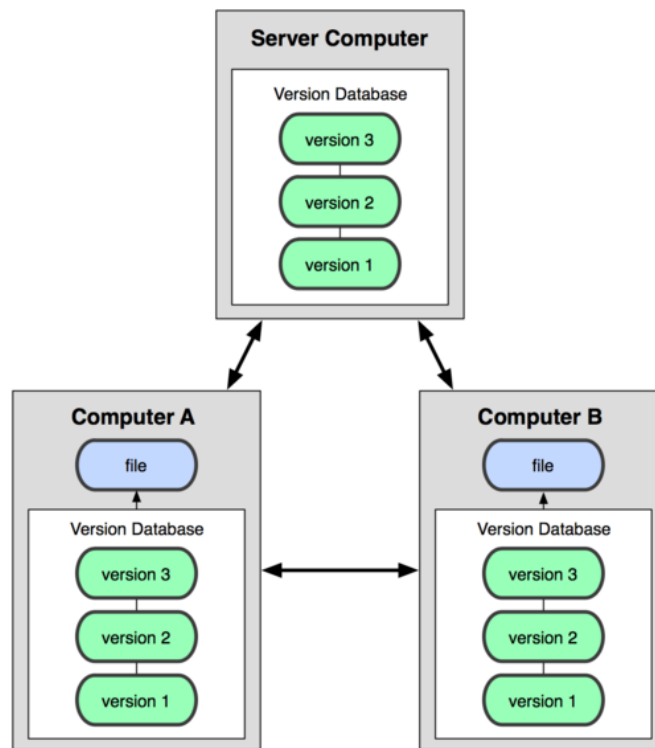 Server Computer
Version Database
version 3
version 2
version 1
Computer A
file
Version Database
version 3
version 2
version 1
Computer B
file
Version Database
version 3
version 2
version 1